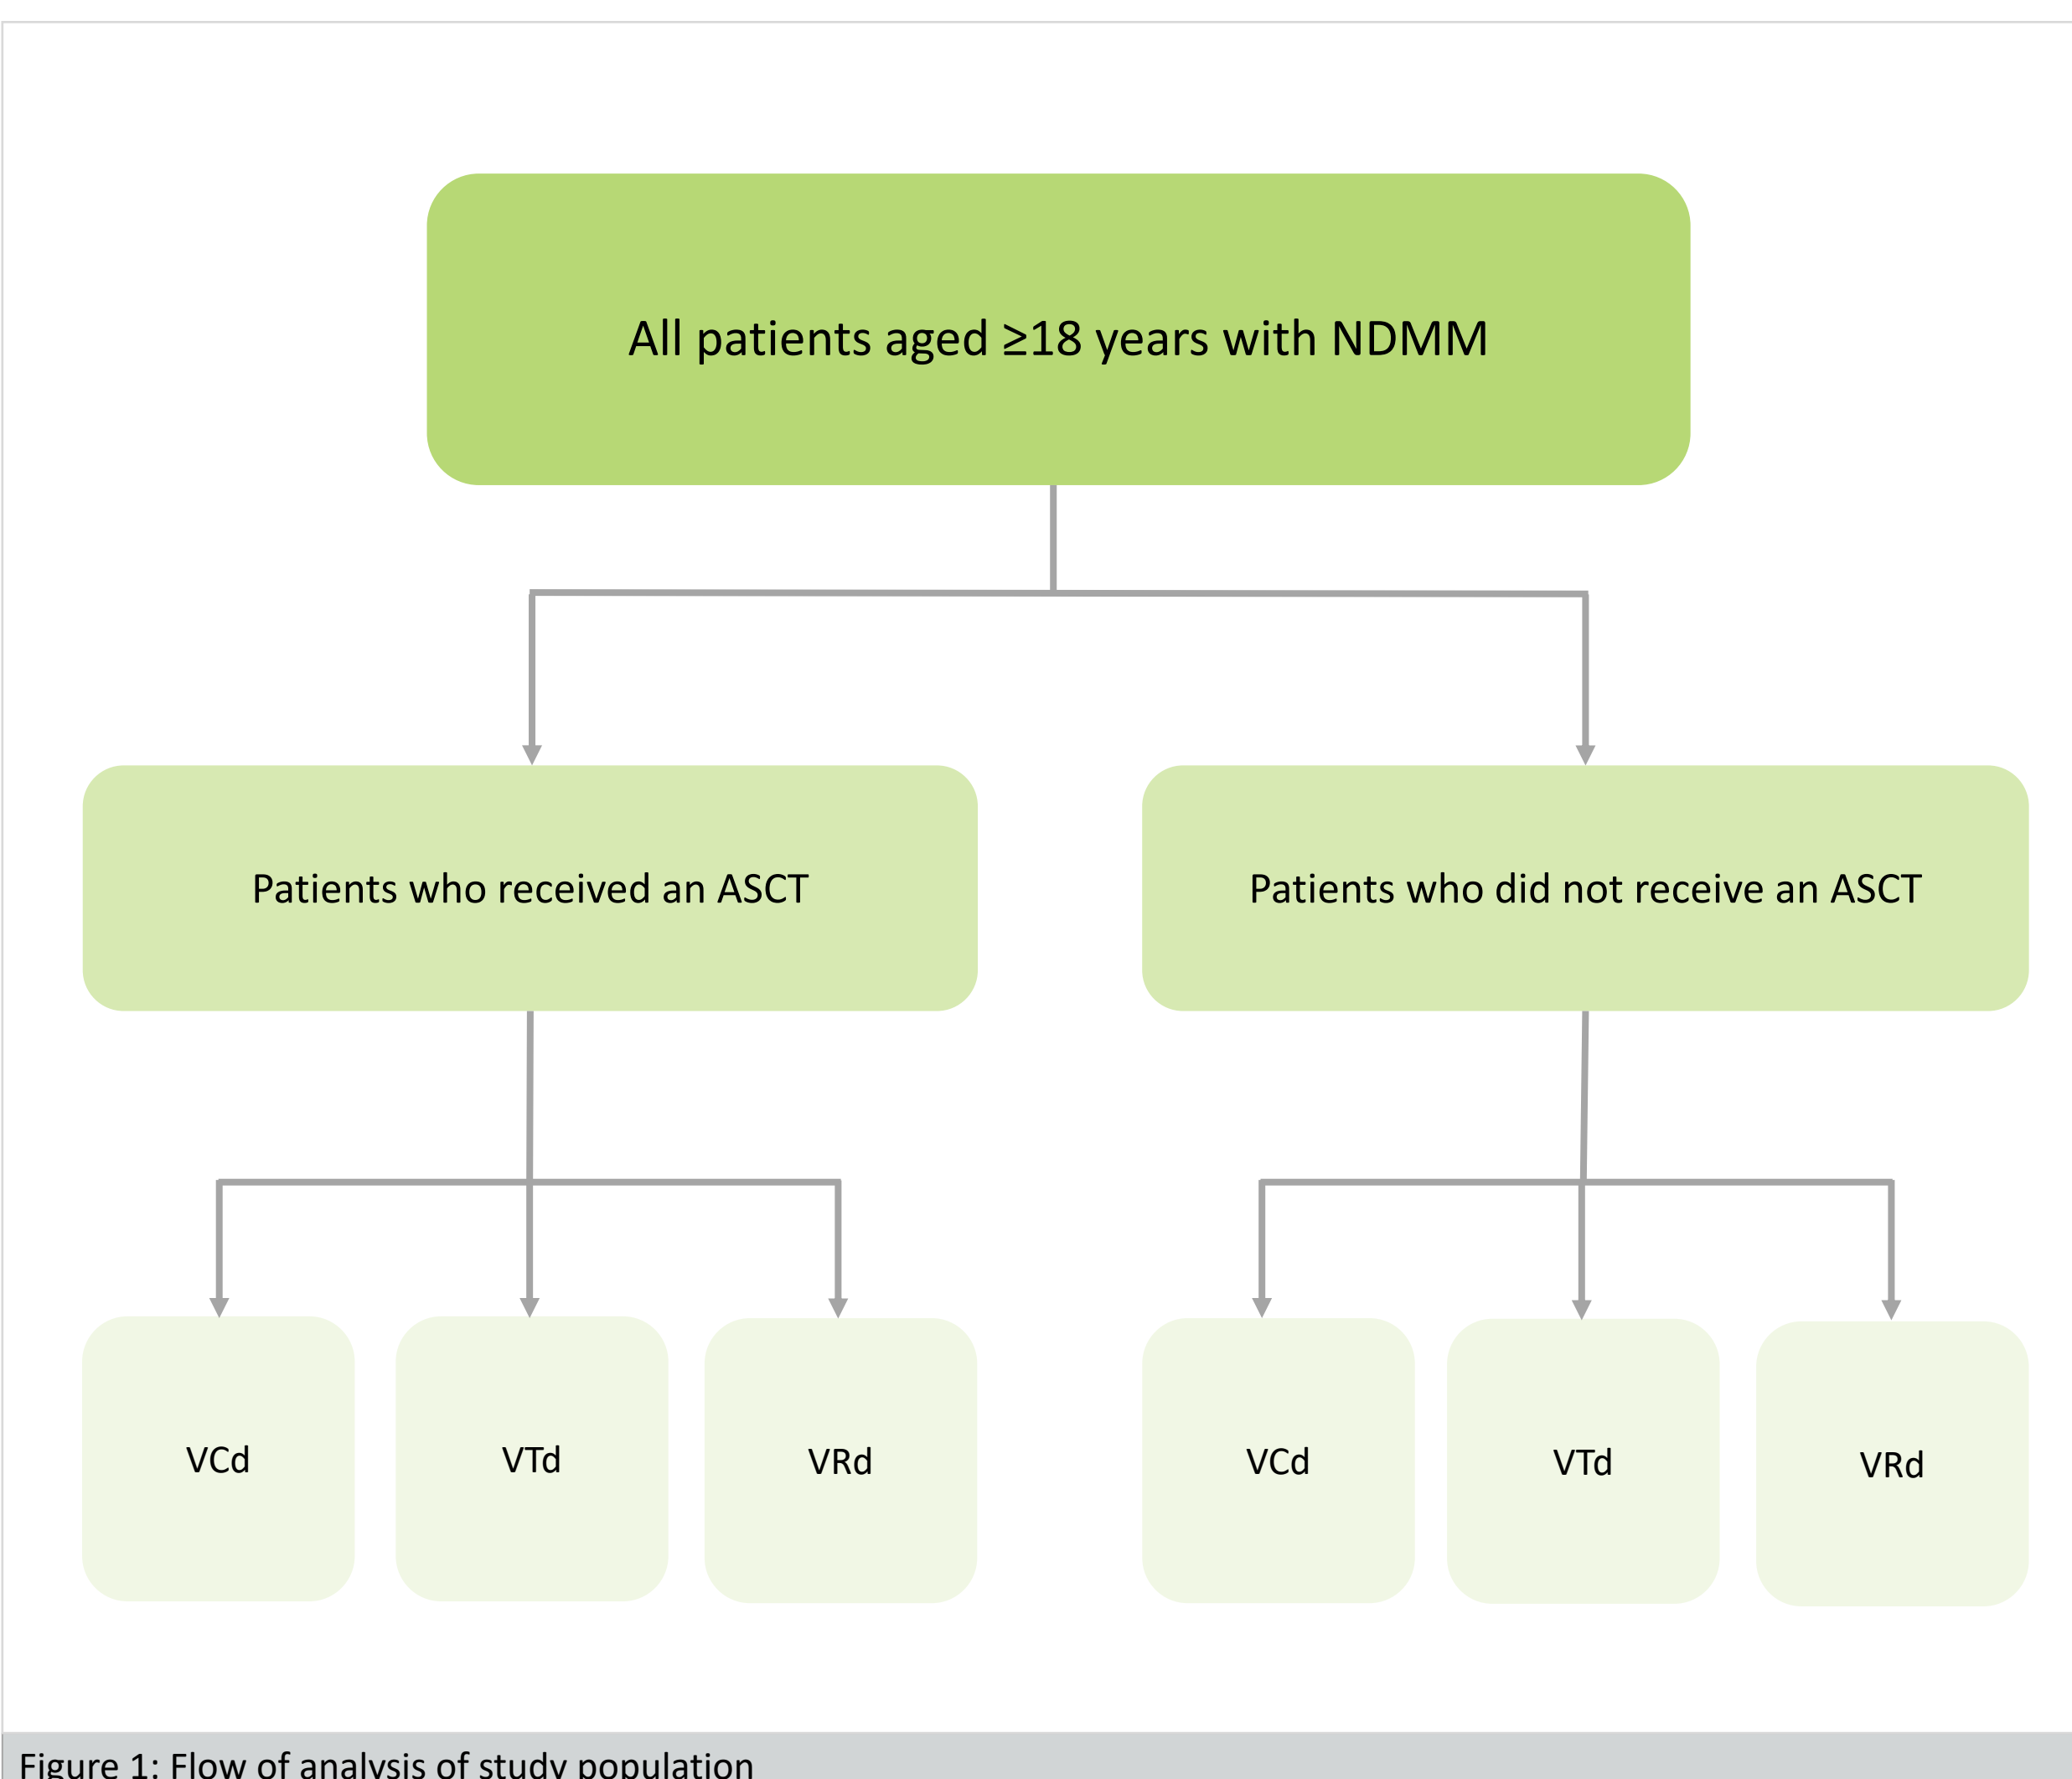 All patients aged ≥18 years with NDMM
Patients who received an ASCT
Patients who did not receive an ASCT
VCd
VTd
VRd
VCd
VTd
VRd
Figure 1: Flow of analysis of study population